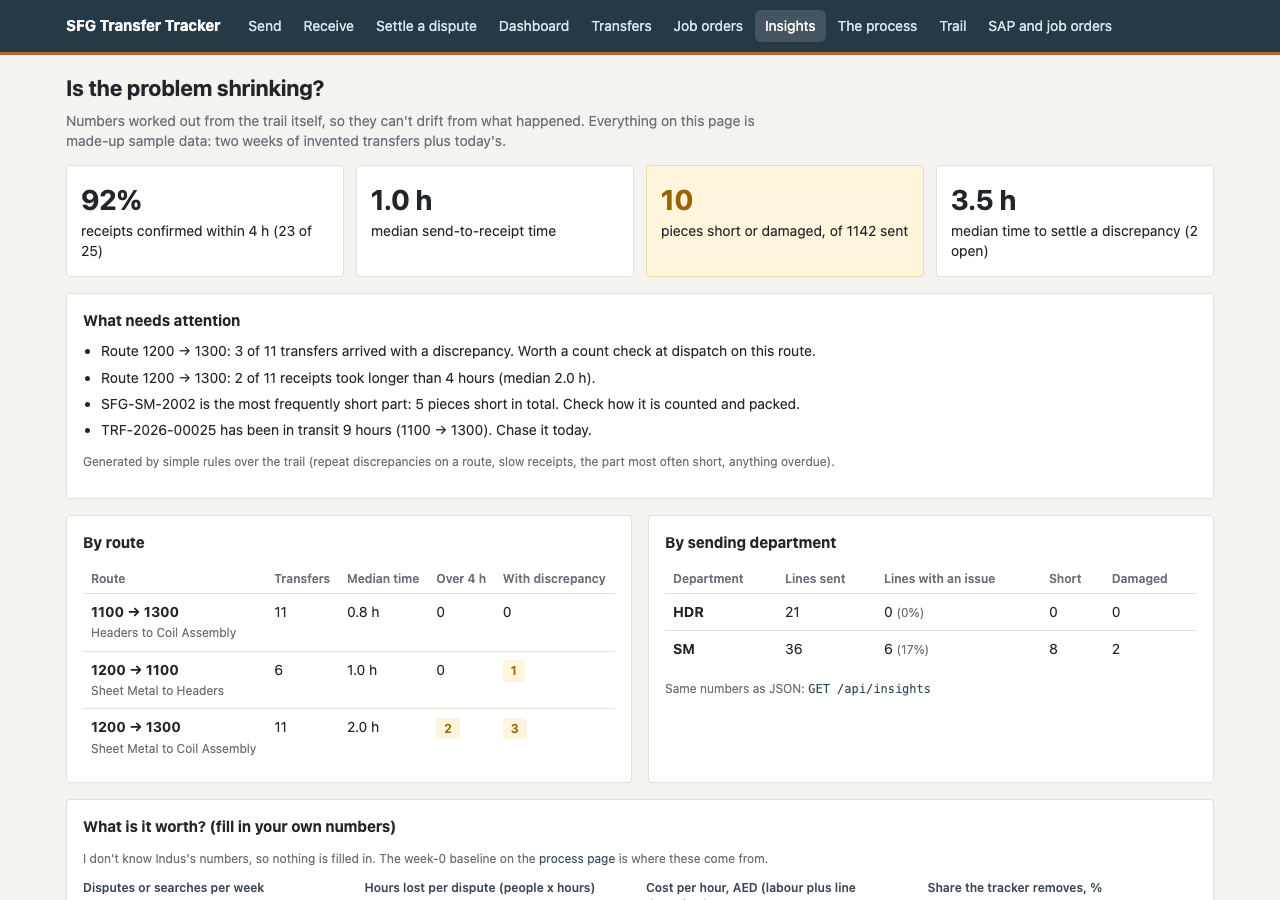 SFG Transfer Tracker Send Receive Settle a dispute Dashboard Transfers Job orders Insights The process Trail SAP and job orders
Is the problem shrinking?
Numbers worked out from the trail itself, so they can't drift from what happened. Everything on this page is
made-up sample data: two weeks of invented transfers plus today's.
92%
receipts confirmed within 4 h (23 of
25)
1.0 h
median send-to-receipt time
10
pieces short or damaged, of 1142 sent
3.5 h
median time to settle a discrepancy (2
open)
What needs attention
• Route 1200 → 1300: 3 of 11 transfers arrived with a discrepancy. Worth a count check at dispatch on this route.
• Route 1200 → 1300: 2 of 11 receipts took longer than 4 hours (median 2.0 h).
• SFG-SM-2002 is the most frequently short part: 5 pieces short in total. Check how it is counted and packed.
• TRF-2026-00025 has been in transit 9 hours (1100 → 1300). Chase it today.
Generated by simple rules over the trail (repeat discrepancies on a route, slow receipts, the part most often short, anything overdue).
By route
Route Transfers Median time Over 4 h With discrepancy
1100 → 1300 11 0.8 h 0 0
Headers to Coil Assembly
1200 → 1100 6 1.0 h 0 1
Sheet Metal to Headers
1200 → 1300 11 2.0 h 2 3
Sheet Metal to Coil Assembly
By sending department
Department Lines sent Lines with an issue Short Damaged
HDR 21 0 (0%) 0 0
SM 36 6 (17%) 8 2
Same numbers as JSON: GET /api/insights
What is it worth? (fill in your own numbers)
I don't know Indus's numbers, so nothing is filled in. The week-0 baseline on the process page is where these come from.
Disputes or searches per week Hours lost per dispute (people x hours) Cost per hour, AED (labour plus line Share the tracker removes, %